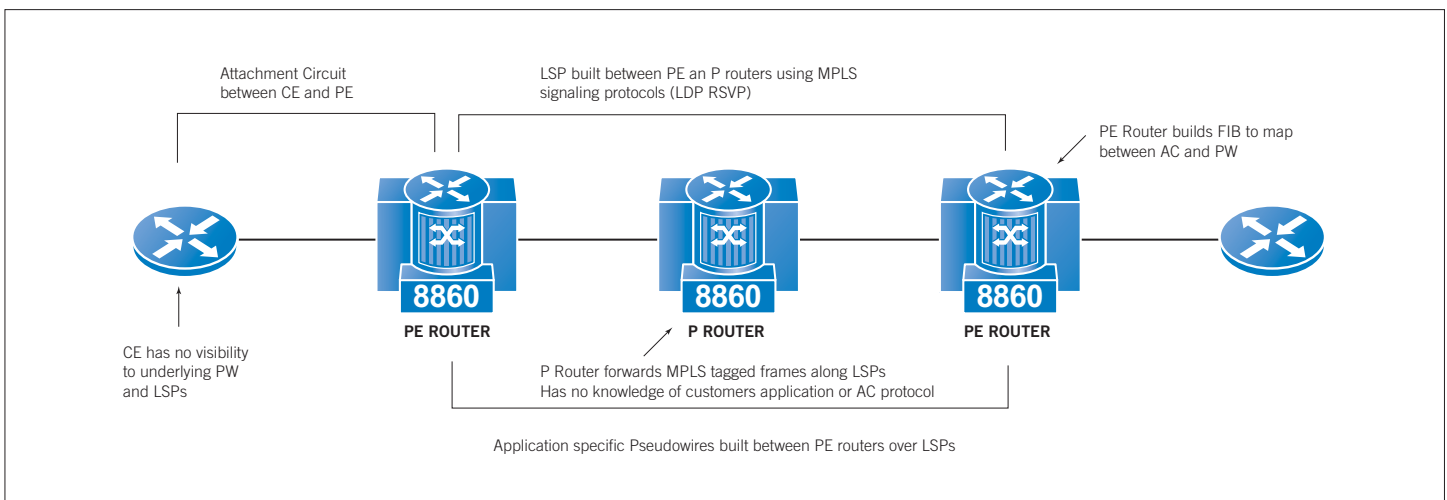 Attachment Circuit
between CE and PE
LSP built between PE an P routers using MPLS
signaling protocols (LDP RSVP)
PE Router builds FIB to map
between AC and PW
8860
8860
8860
PE ROUTER
P ROUTER
PE ROUTER
CE has no visibility
to underlying PW
and LSPs
P Router forwards MPLS tagged frames along LSPs
Has no knowledge of customers application or AC protocol
Application specific Pseudowires built between PE routers over LSPs